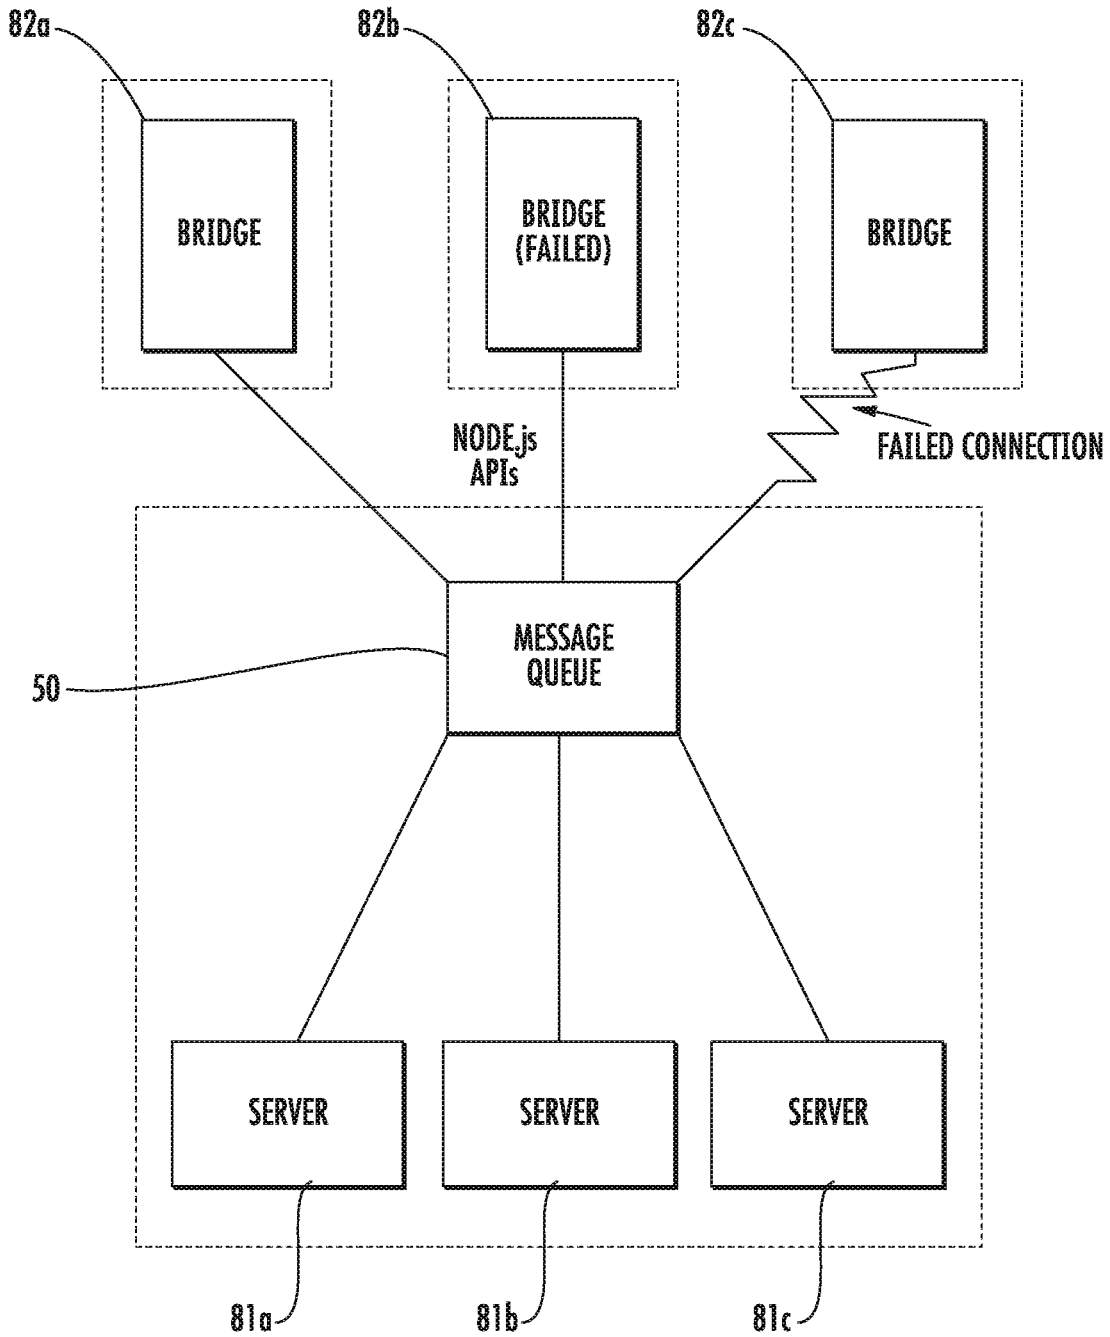 82a
82b
82c
BRIDGE
BRIDGE
(FAILED)
BRIDGE
NODE.js
APIs
FAILED CONNECTION
MESSAGE
QUEUE
50
SERVER
SERVER
SERVER
81a
81b
81c